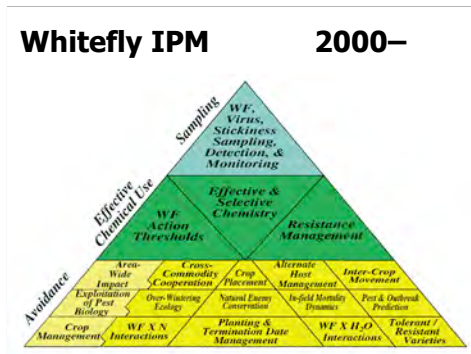 Whitefly IPM 2000–
Sampling
WF,
Virus,
Stickiness
Sampling,
Detection, &
Monitoring
Effective
Chemical Use
WF
Action
Thresholds
Effective &
Selective
Chemistry
Resistance
Management
Avoidance
Area-
Wide
Impact
Cross-
Commodity
Cooperation
Crop
Placement
Alternate
Host
Management
Inter-Crop
Movement
Exploitation
of Pest
Biology
Over-Wintering
Ecology
Natural Enemy
Conservation
In-field Mortality
Dynamics
Pest & Outbreak
Prediction
Crop
Management
WF X N
Interactions
Planting &
Termination Date
Management
WF X H2O
Interactions
Tolerant /
Resistant
Varieties